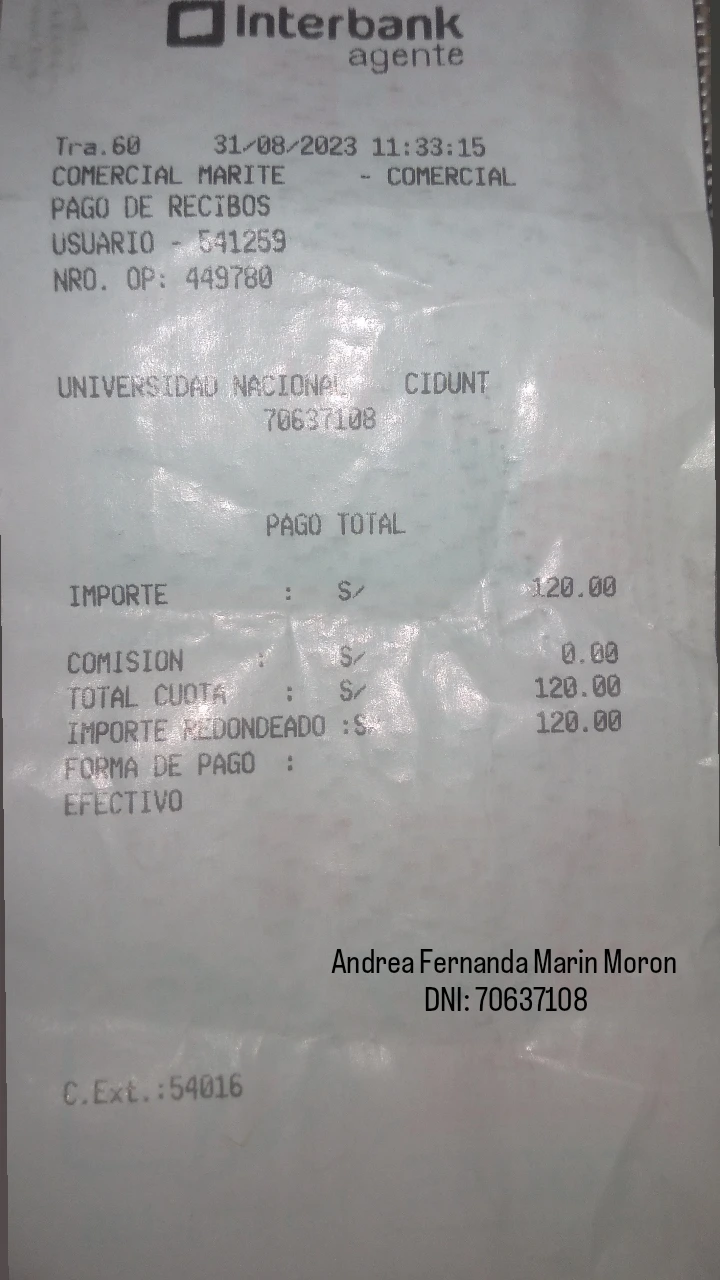 Interbank
agente
Tra.60 31/08/2023 11:33:15
COMERCIAL MARITE - COMERCIAL
PAGO DE RECIBOS
USUARIO - 541259
NRO. OP: 449780
UNIVERSIDAD NACIONAL CIDUNT
70637108
PAGO TOTAL
IMPORTE : S/ 120.00
COMISION : S/ 0.00
TOTAL CUOTA : S/ 120.00
IMPORTE REDONDEADO :S/ 120.00
FORMA DE PAGO :
EFECTIVO
Andrea Fernanda Marin Moron
DNI: 70637108
C.Ext.:54016